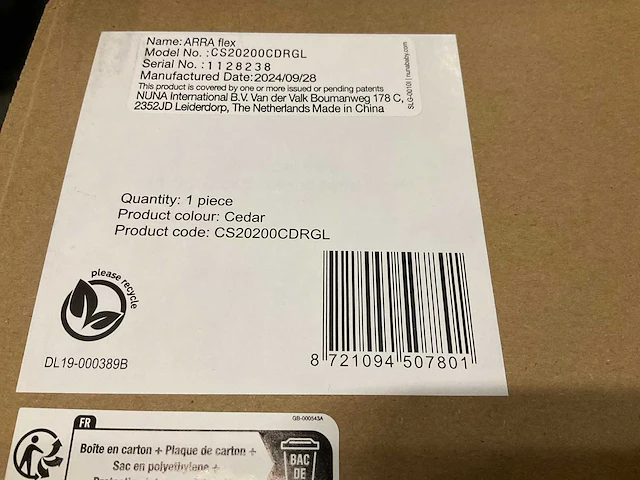 Name: ARRA flex
Model No. :CS20200CDRGL
Serial No. : 1128238
Manufactured Date:2024/09/28
This product is covered by one or more issued or pending patents
NUNA International B.V. Van der Valk Boumanweg 178 C,
2352JD Leiderdorp, The Netherlands Made in China
SLG-0010I | nunababy.com
Quantity: 1 piece
Product colour: Cedar
Product code: CS20200CDRGL
please recycle
DL19-000389B
8 721094 507801
FR
GB-000543A
Boîte en carton + Plaque de carton +
Sac en polyethylene +
BAC
DE